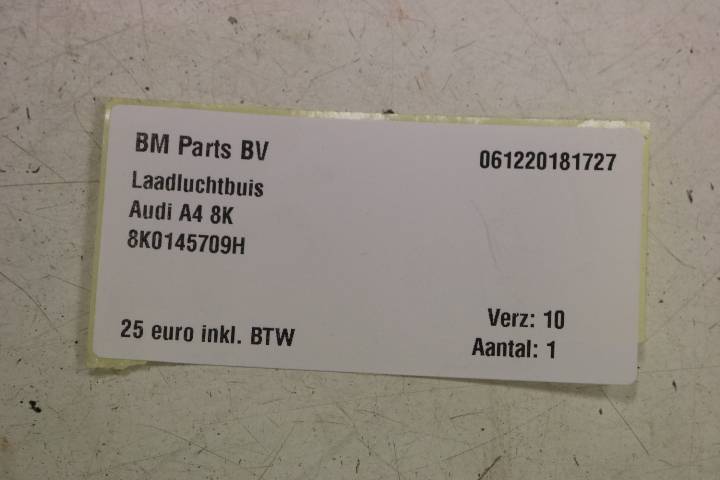 BM Parts BV
061220181727
Laadluchtbuis
Audi A4 8K
8K0145709H
25 euro inkl. BTW
Verz: 10
Aantal: 1